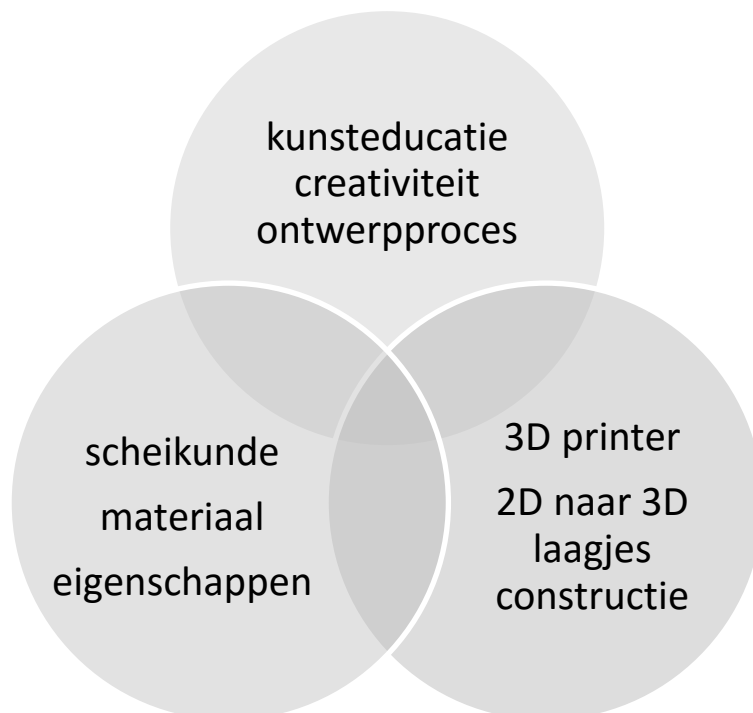 kunsteducatie
creativiteit
ontwerpproces
scheikunde
materiaal
eigenschappen
3D printer
2D naar 3D
laagjes
constructie